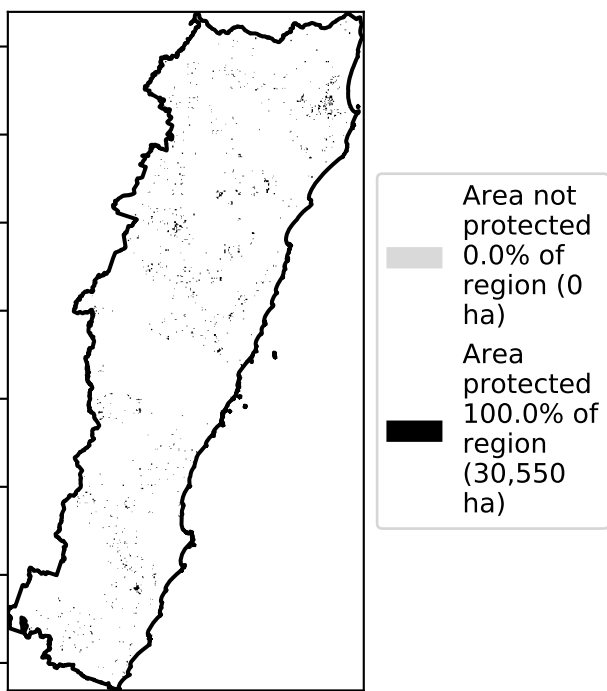 Area not
protected
0.0% of
region (0
ha)
Area
protected
100.0% of
region
(30,550
ha)